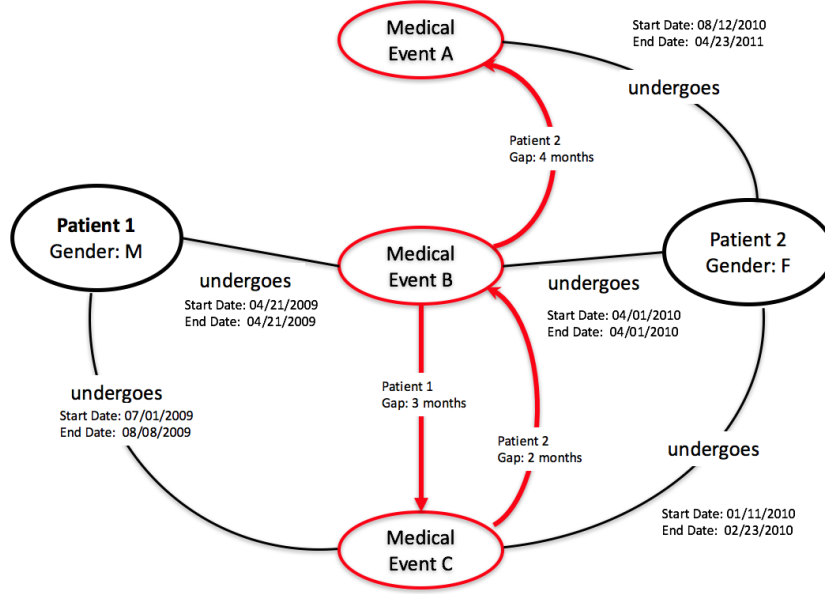 Medical
Event A
Start Date: 08/12/2010
End Date: 04/23/2011
undergoes
Patient 2
Gap: 4 months
Patient 1
Gender: M
Medical
Event B
Patient 2
Gender: F
undergoes
Start Date: 04/21/2009
End Date: 04/21/2009
undergoes
Start Date: 04/01/2010
End Date: 04/01/2010
undergoes
Start Date: 07/01/2009
End Date: 08/08/2009
Patient 1
Gap: 3 months
Patient 2
Gap: 2 months
undergoes
Start Date: 01/11/2010
End Date: 02/23/2010
Medical
Event C